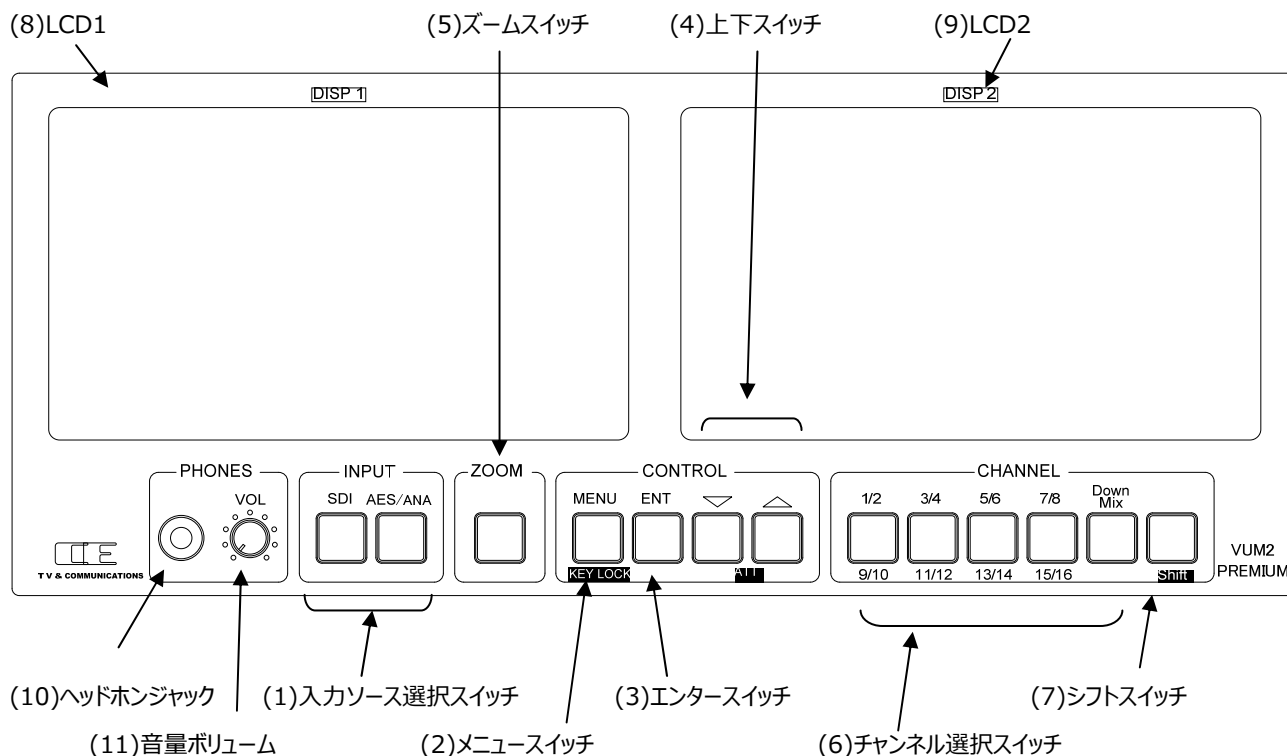 (8)LCD1 (5)ズームスイッチ (4)上下スイッチ (9)LCD2
DISP 1 DISP 2
PHONES INPUT ZOOM CONTROL CHANNEL
VOL SDI AES/ANA MENU ENT 1/2 3/4 5/6 7/8 Down Mix
TV & COMMUNICATIONS KEY LOCK 9/10 11/12 13/14 15/16 Shift VUM2
PREMIUM
(10)ヘッドホンジャック (1)入力ソース選択スイッチ (3)エンタースイッチ (7)シフトスイッチ
(11)音量ボリューム (2)メニュースイッチ (6)チャンネル選択スイッチ